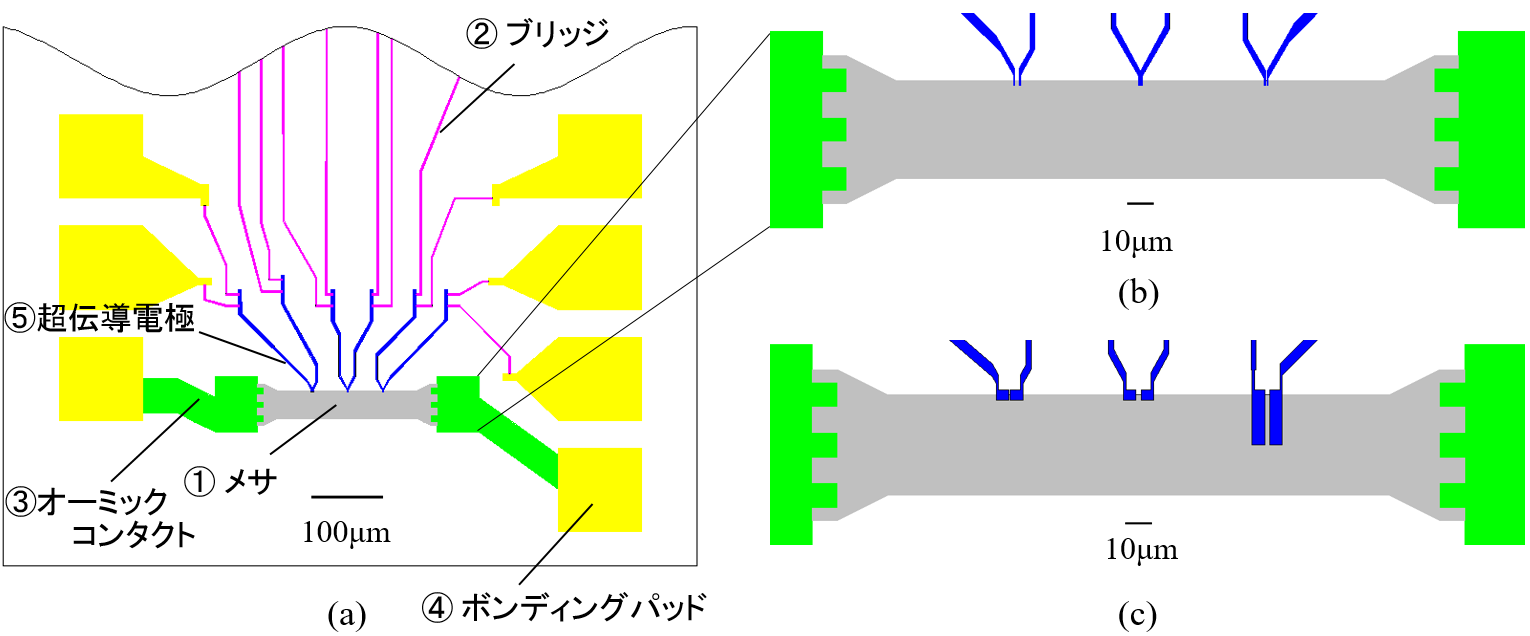 ② ブリッジ
⑤超伝導電極
① メサ
③オーミック
コンタクト
100μm
④ ボンディングパッド
(a)
10μm
(b)
10μm
(c)